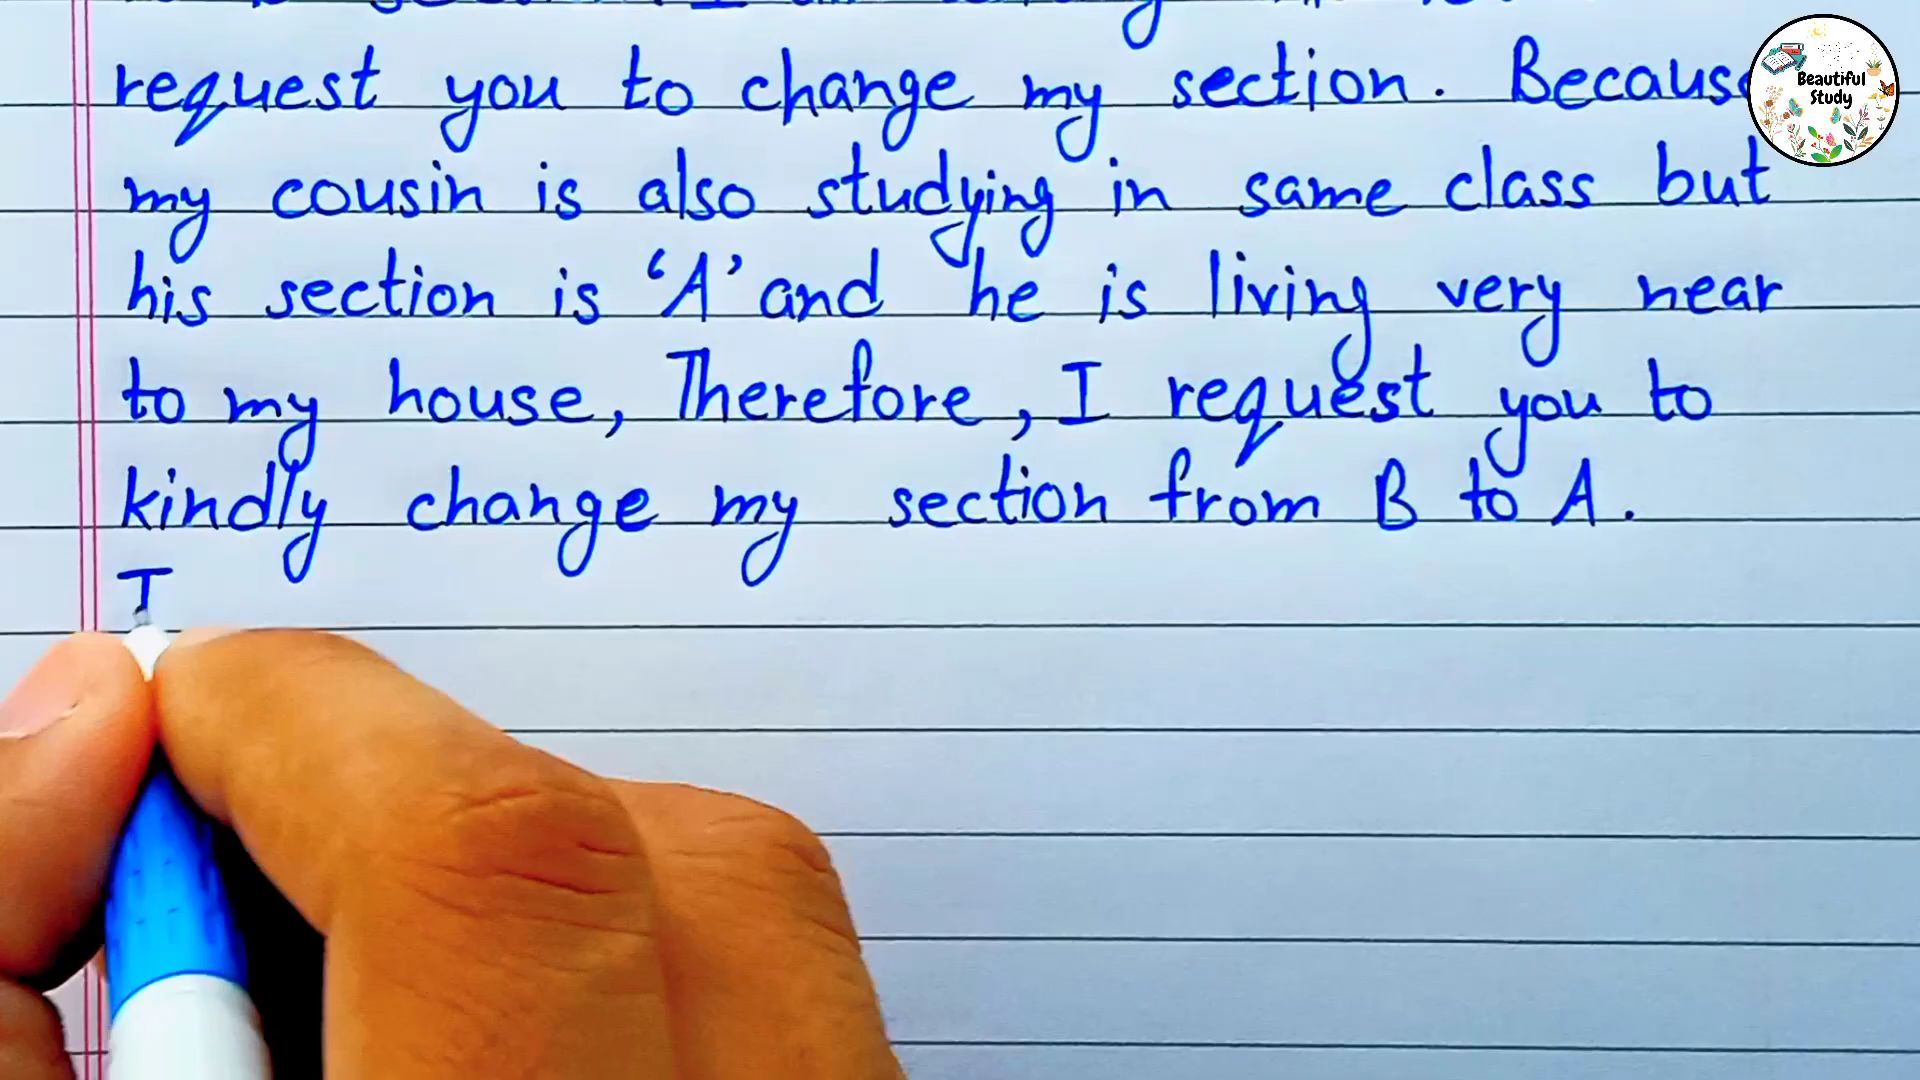 request you to change my section. Because
my cousin is also studying in same class but
his section is 'A' and he is living very near
to my house, Therefore, I request you to
kindly change my section from B to A.
T
Beautiful
Study